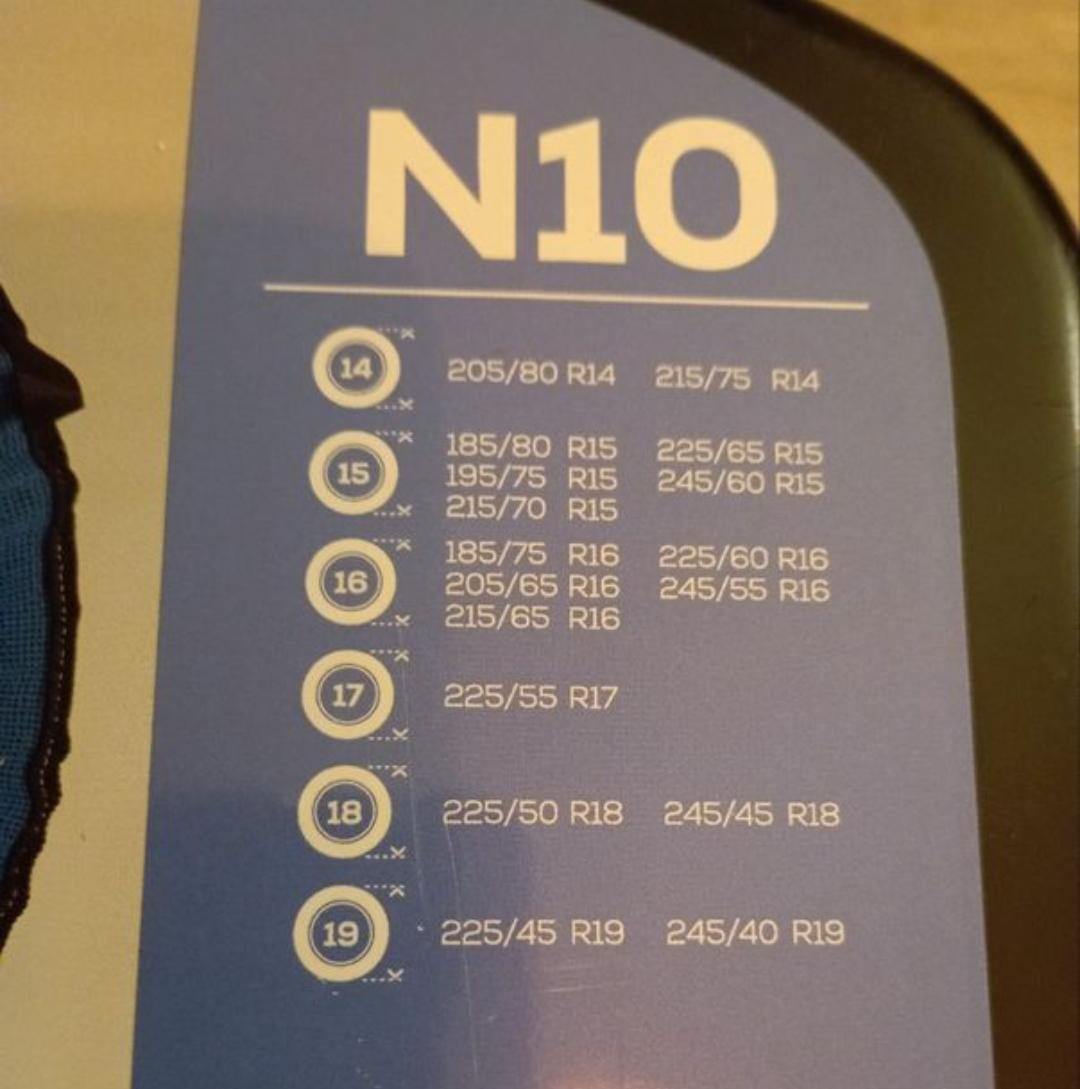 N10
14 205/80 R14 215/75 R14
15 185/80 R15 225/65 R15
195/75 R15 245/60 R15
215/70 R15
16 185/75 R16 225/60 R16
205/65 R16 245/55 R16
215/65 R16
17 225/55 R17
18 225/50 R18 245/45 R18
19 225/45 R19 245/40 R19